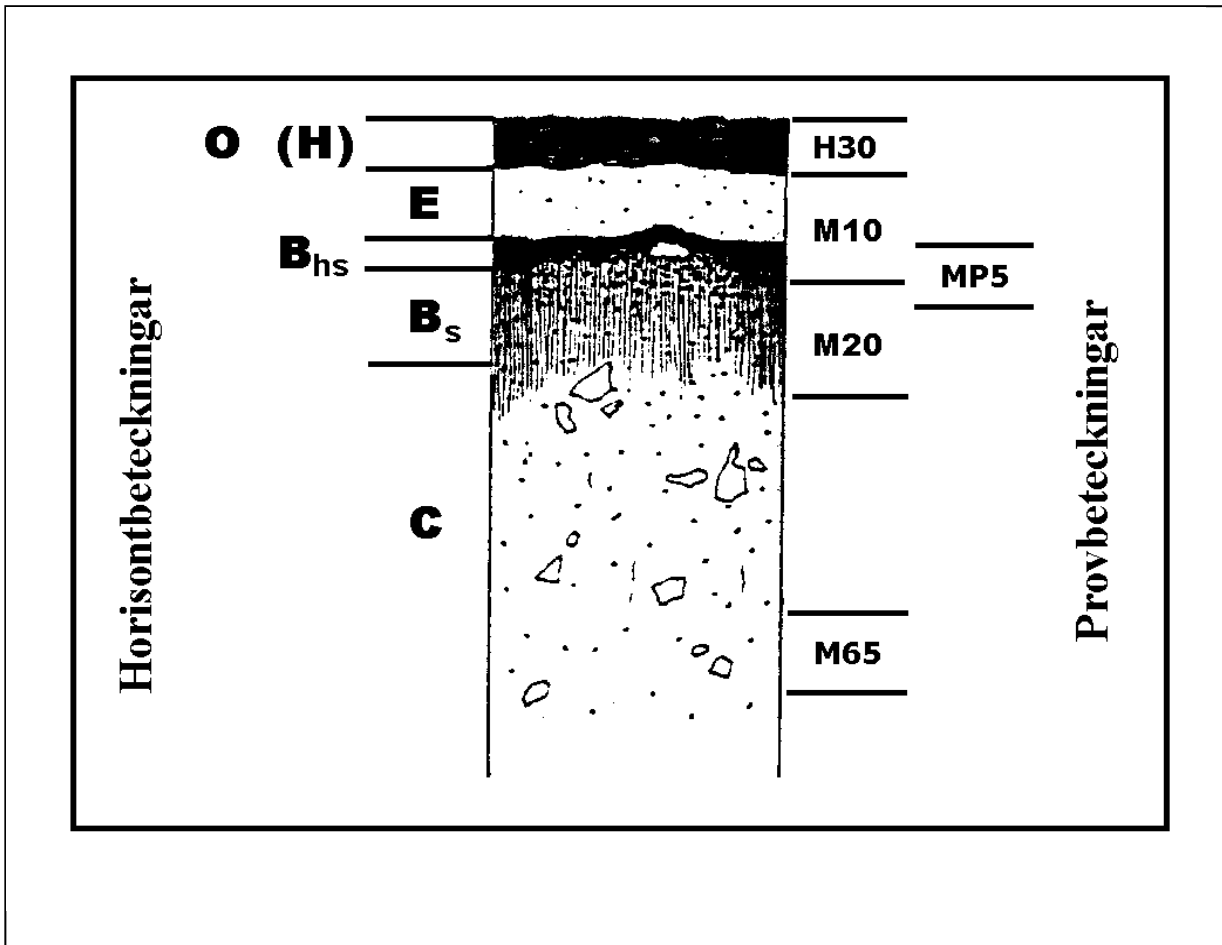 Horisontbeteckningar
O (H)
E
Bhs
Bs
C
H30
M10
MP5
M20
M65
Provbeteckningar